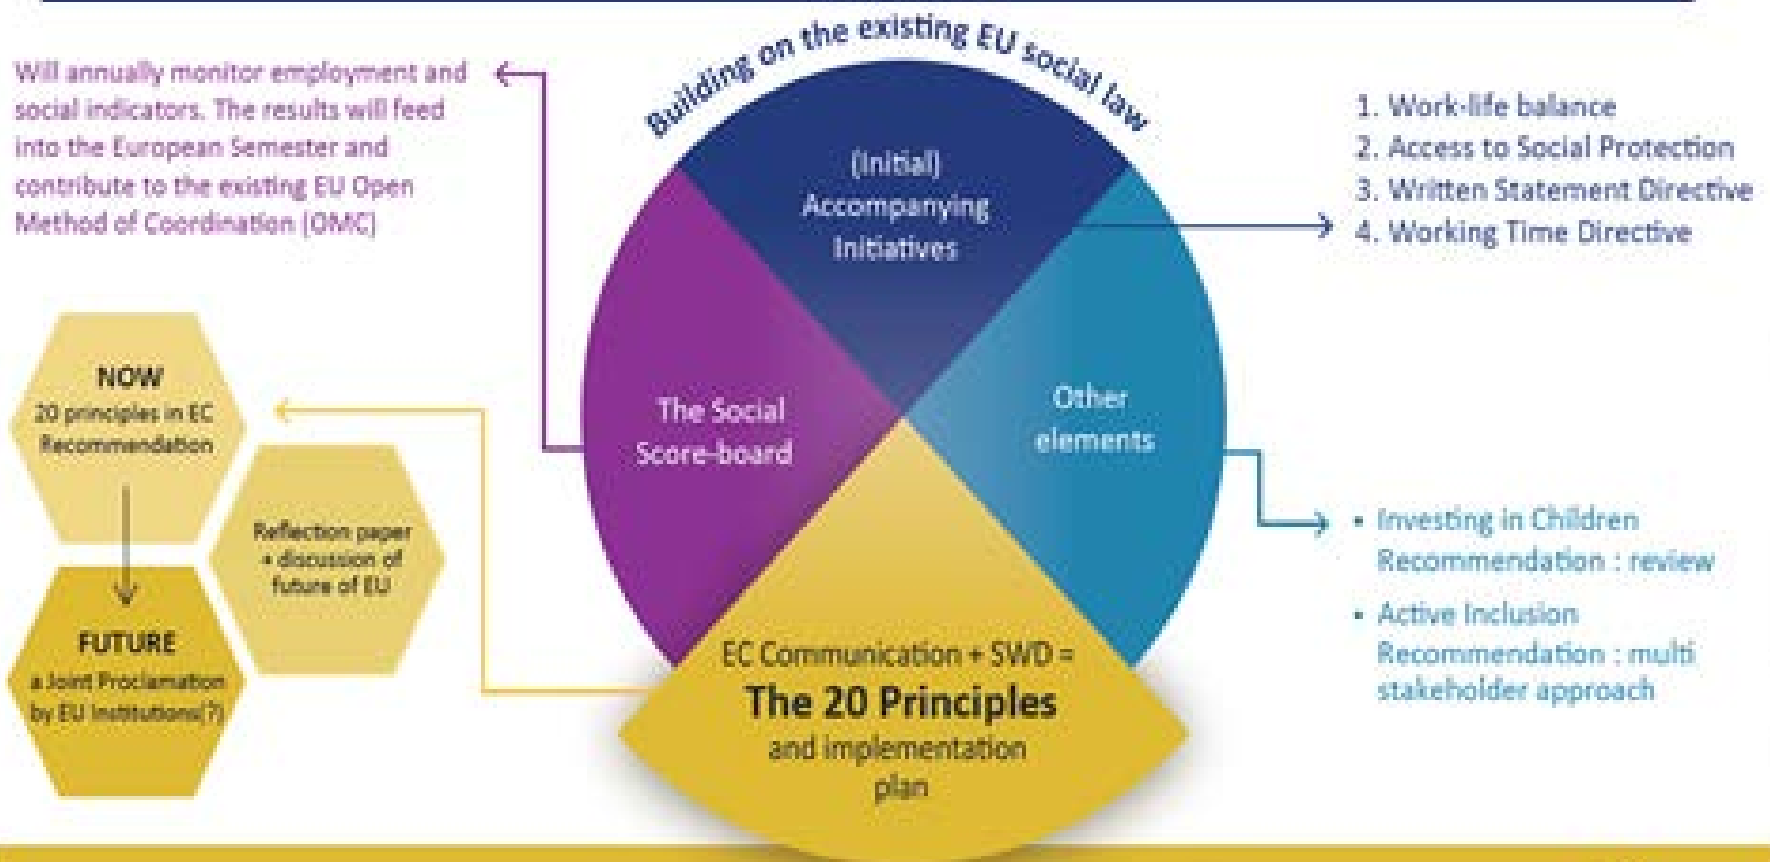 Building on the existing EU social law
Will annually monitor employment and
social indicators. The results will feed
into the European Semester and
contribute to the existing EU Open
Method of Coordination (OMC)
(Initial)
Accompanying
Initiatives
1. Work-life balance
2. Access to Social Protection
3. Written Statement Directive
4. Working Time Directive
The Social
Score-board
Other
elements
NOW
20 principles in EC
Recommendation
Reflection paper
+ discussion of
future of EU
FUTURE
a Joint Proclamation
by EU Institutions(?)
EC Communication + SWD =
The 20 Principles
and implementation
plan
• Investing in Children
Recommendation : review
• Active Inclusion
Recommendation : multi
stakeholder approach